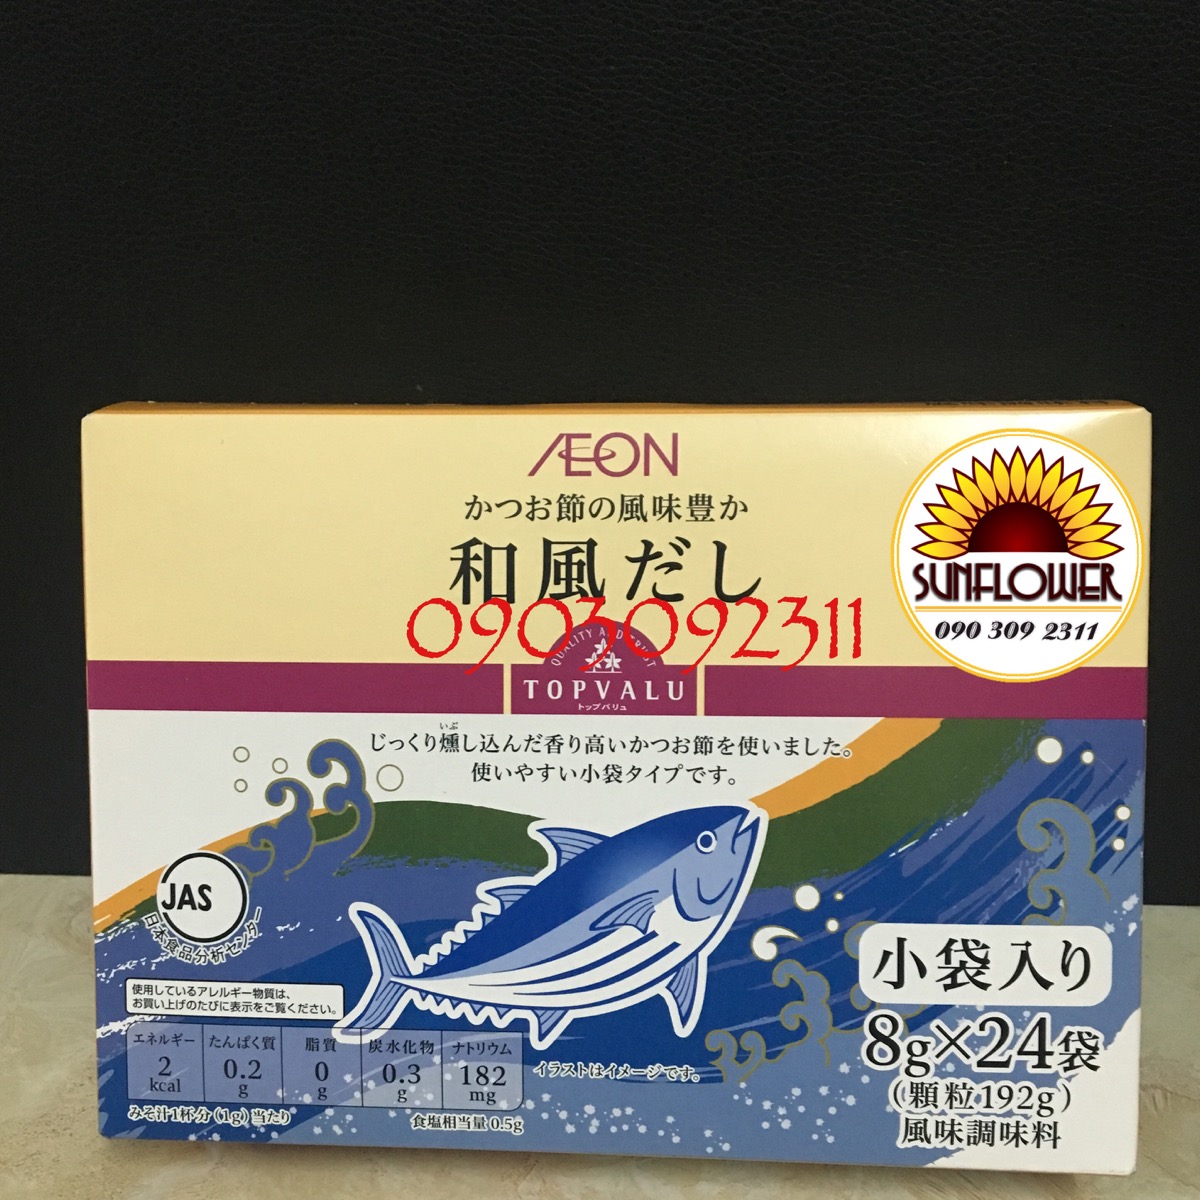 ÆON
かつお節の風味豊か
和風だし
SUNFLOWER
090 309 2311
0903092311
QUALITY AND TRUST
TOPVALU
トップバリュ
いぶ
じっくり燻し込んだ香り高いかつお節を使いました。
使いやすい小袋タイプです。
JAS
日本食品分析センター
使用しているアレルギー物質は、
お買い上げのたびに表示をご覧ください。
エネルギー たんぱく質 脂質 炭水化物 ナトリウム
2 0.2 0 0.3 182
kcal g g g mg
みそ汁1杯分(1g)当たり 食塩相当量0.5g
イラストはイメージです。
小袋入り
8g×24袋
(顆粒192g)
風味調味料